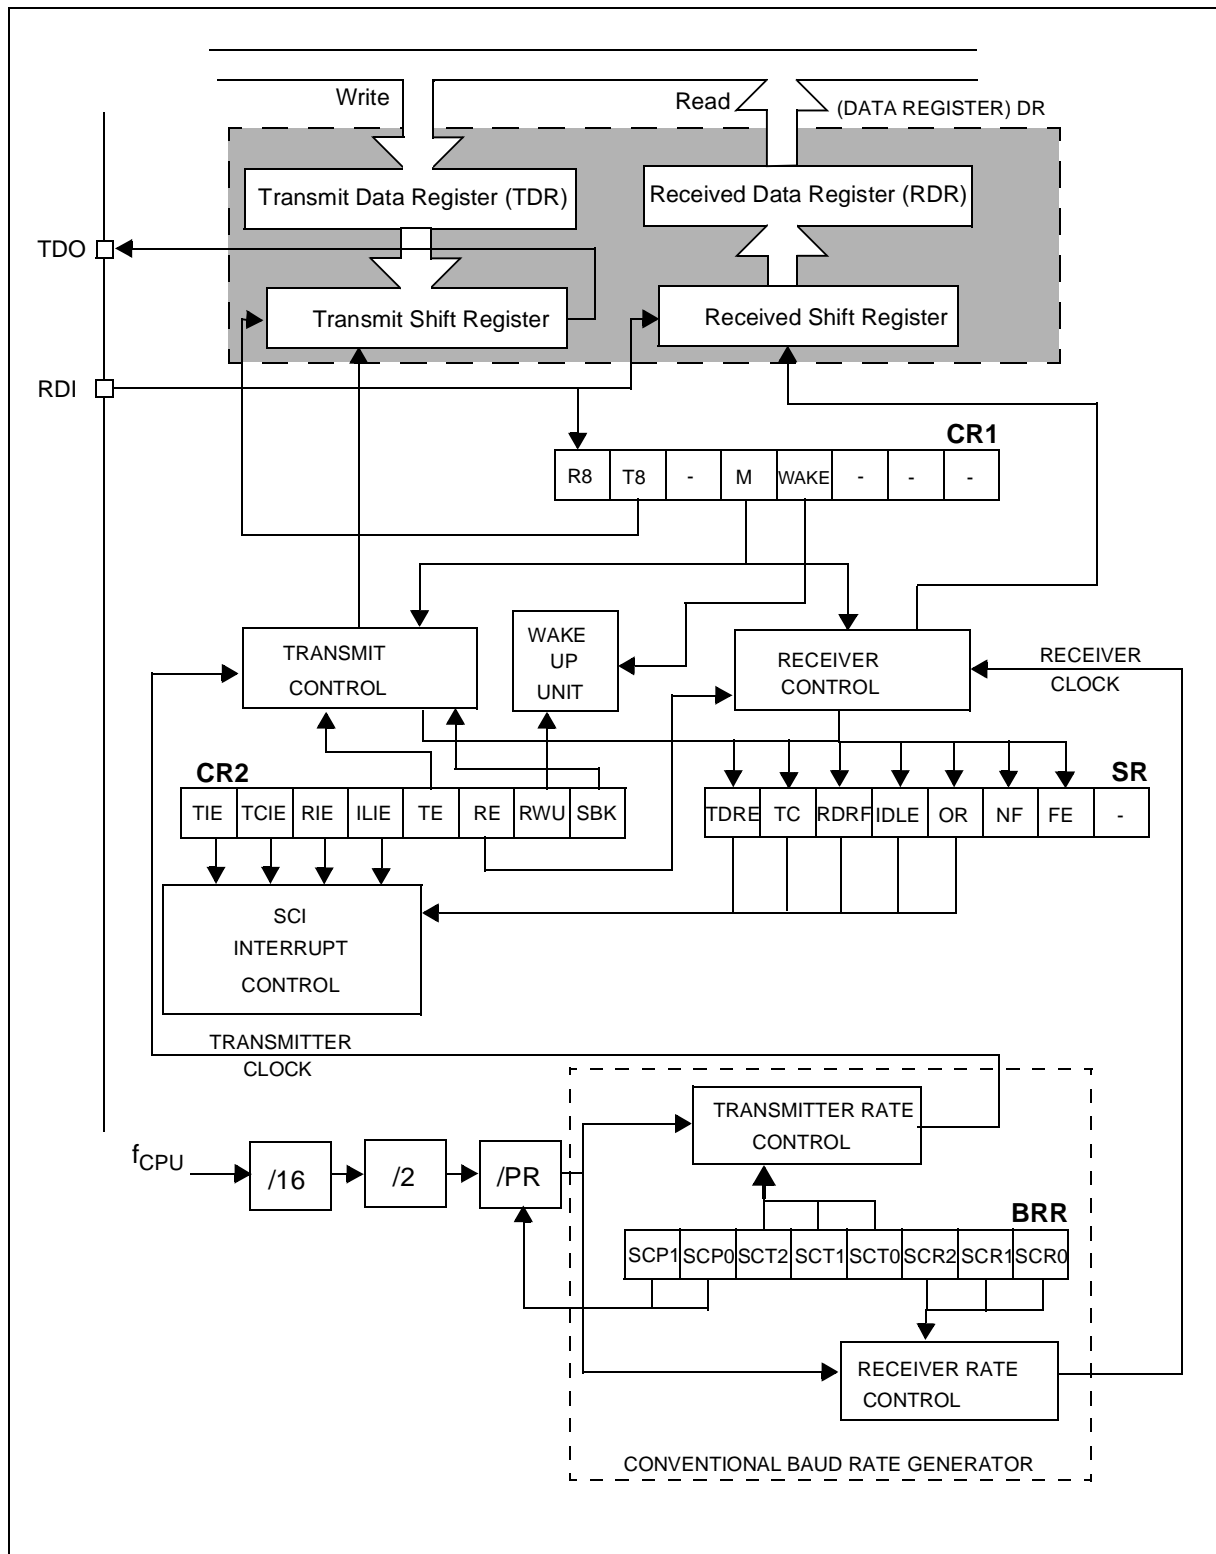 Write
Read
(DATA REGISTER) DR
Transmit Data Register (TDR)
Received Data Register (RDR)
TDO
Transmit Shift Register
Received Shift Register
RDI
CR1
R8 T8 - M WAKE - - -
TRANSMIT
CONTROL
WAKE
UP
UNIT
RECEIVER
CONTROL
RECEIVER
CLOCK
CR2
SR
TIE TCIE RIE ILIE TE RE RWU SBK
TDRE TC RDRF IDLE OR NF FE -
SCI
INTERRUPT
CONTROL
TRANSMITTER
CLOCK
TRANSMITTER RATE
CONTROL
fCPU
/16
/2
/PR
BRR
SCP1 SCP0 SCT2 SCT1 SCT0 SCR2 SCR1 SCR0
RECEIVER RATE
CONTROL
CONVENTIONAL BAUD RATE GENERATOR